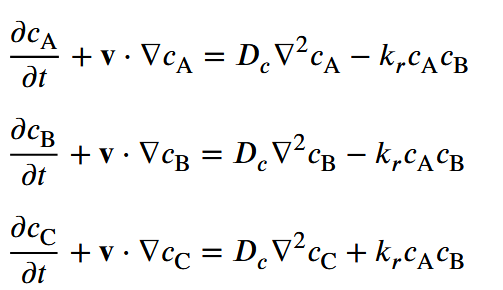 ∂c_A/∂t + v · ∇c_A = D_c∇²c_A − k_r c_A c_B
∂c_B/∂t + v · ∇c_B = D_c∇²c_B − k_r c_A c_B
∂c_C/∂t + v · ∇c_C = D_c∇²c_C + k_r c_A c_B